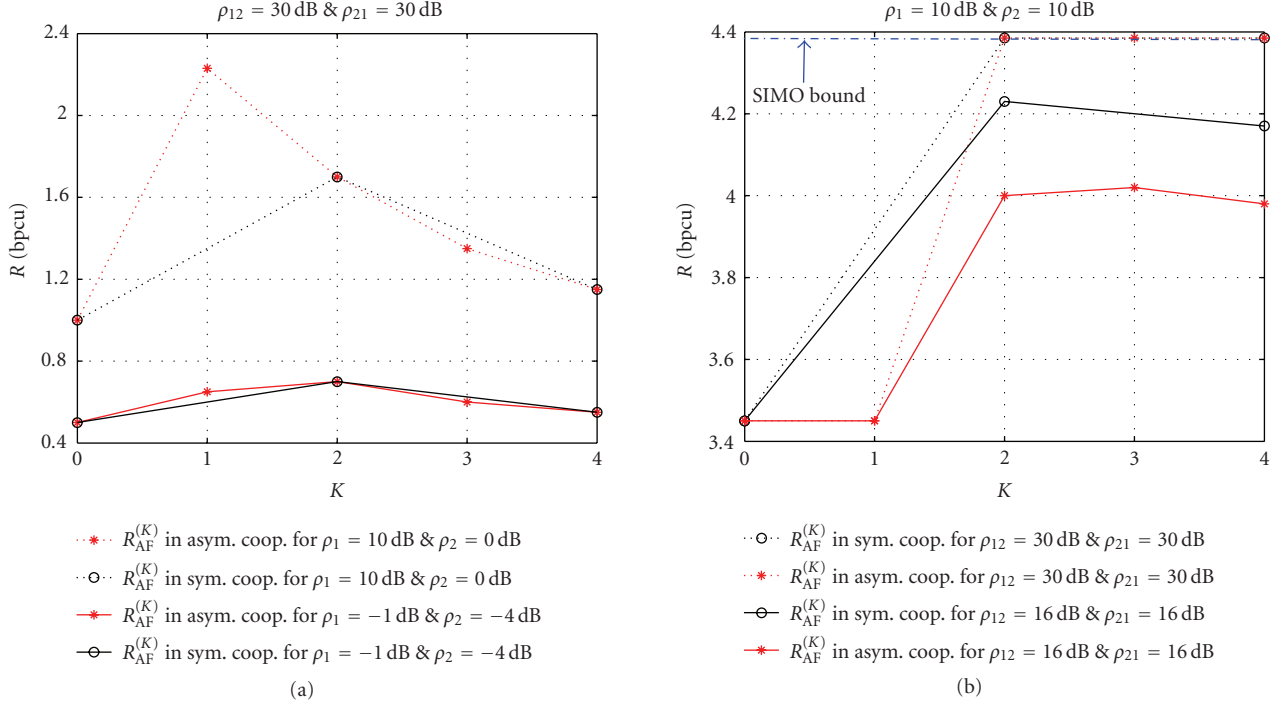 ρ12 = 30 dB & ρ21 = 30 dB
2.4
2
1.6
1.2
0.8
0.4
R (bpcu)
0 1 2 3 4
K
R_AF^(K) in asym. coop. for ρ1 = 10 dB & ρ2 = 0 dB
R_AF^(K) in sym. coop. for ρ1 = 10 dB & ρ2 = 0 dB
R_AF^(K) in asym. coop. for ρ1 = −1 dB & ρ2 = −4 dB
R_AF^(K) in sym. coop. for ρ1 = −1 dB & ρ2 = −4 dB
(a)
ρ1 = 10 dB & ρ2 = 10 dB
4.4
4.2
4
3.8
3.6
3.4
R (bpcu)
SIMO bound
0 1 2 3 4
K
R_AF^(K) in sym. coop. for ρ12 = 30 dB & ρ21 = 30 dB
R_AF^(K) in asym. coop. for ρ12 = 30 dB & ρ21 = 30 dB
R_AF^(K) in sym. coop. for ρ12 = 16 dB & ρ21 = 16 dB
R_AF^(K) in asym. coop. for ρ12 = 16 dB & ρ21 = 16 dB
(b)